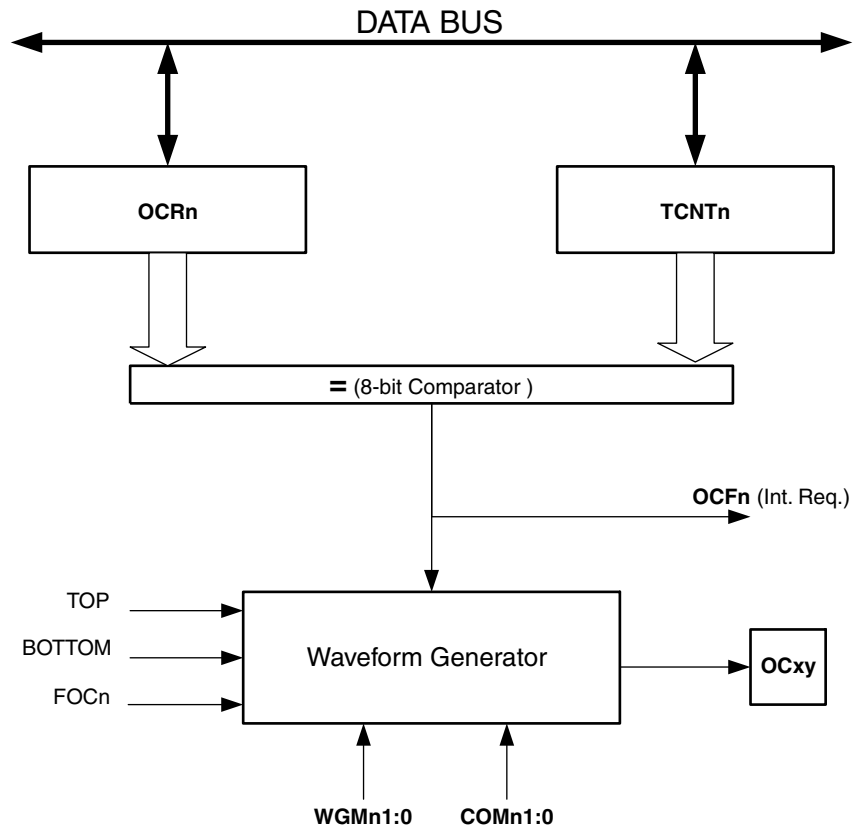 DATA BUS
OCRn
TCNTn
= (8-bit Comparator )
OCFn (Int. Req.)
TOP
BOTTOM
FOCn
Waveform Generator
OCxy
WGMn1:0
COMn1:0